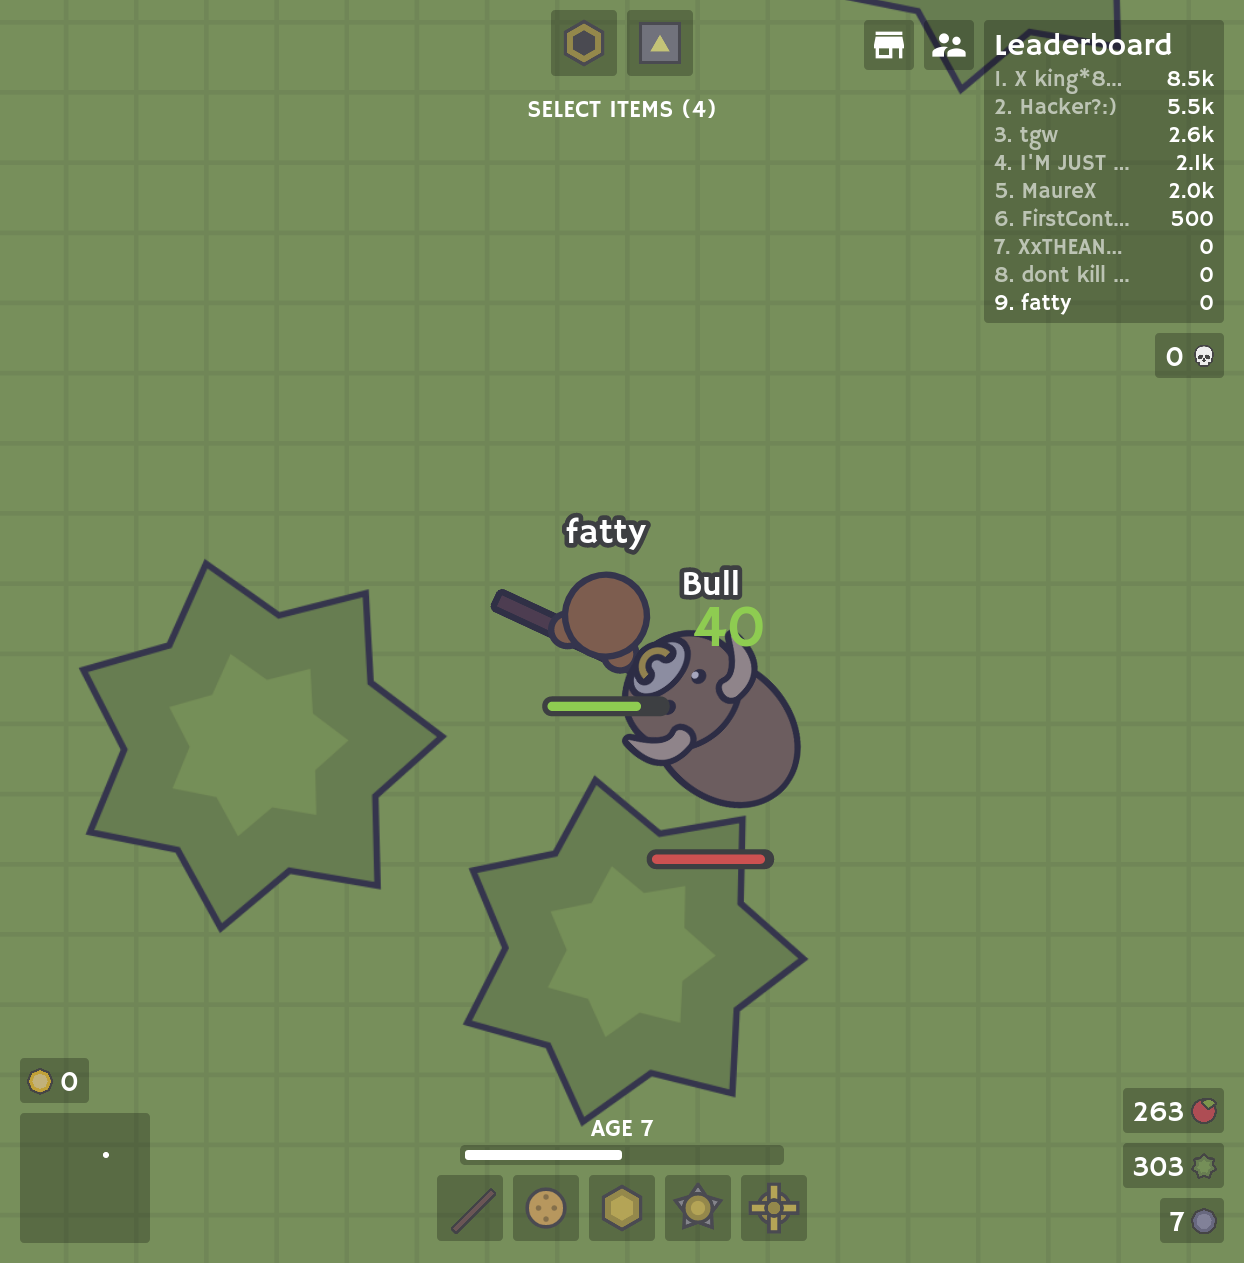 SELECT ITEMS (4)
Leaderboard
1. X king*8... 8.5k
2. Hacker?:) 5.5k
3. tgw 2.6k
4. I'M JUST ... 2.1k
5. MaureX 2.0k
6. FirstCont... 500
7. XxTHEAN... 0
8. dont kill ... 0
9. fatty 0
0
fatty
Bull
40
0
263
303
7
AGE 7